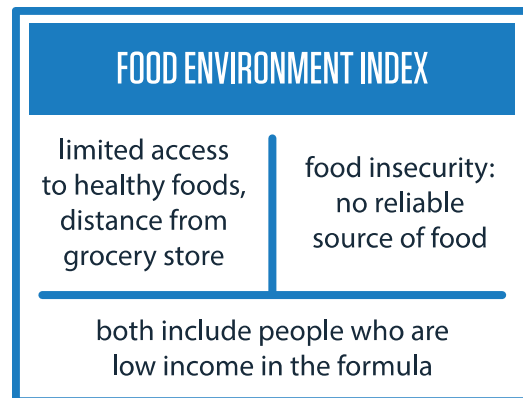 FOOD ENVIRONMENT INDEX
limited access
to healthy foods,
distance from
grocery store
food insecurity:
no reliable
source of food
both include people who are
low income in the formula